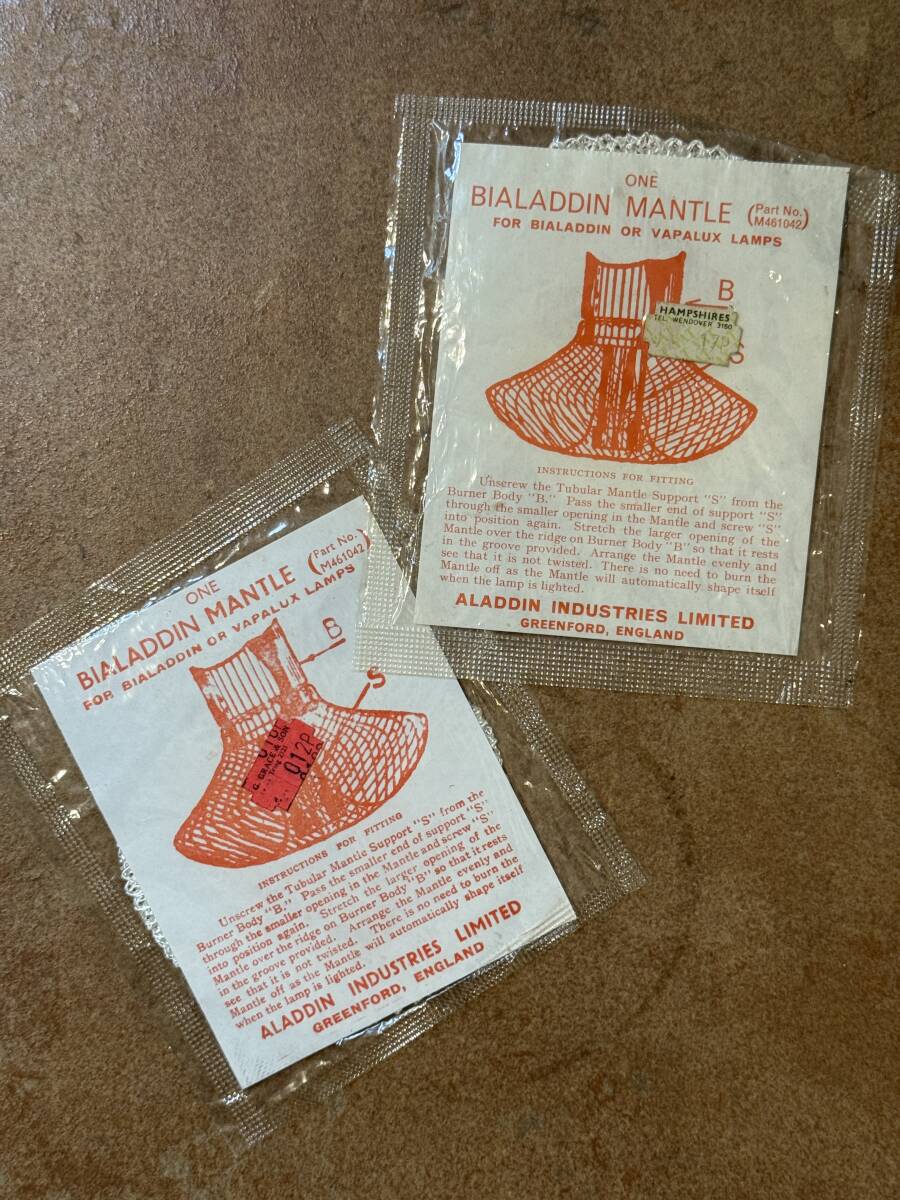 ONE
BIALADDIN MANTLE (Part No. M461042)
FOR BIALADDIN OR VAPALUX LAMPS
B
HAMPSHIRES
TEL. WENDOVER 3150
17P
S
INSTRUCTIONS FOR FITTING
Unscrew the Tubular Mantle Support "S" from the
Burner Body "B." Pass the smaller end of support "S"
through the smaller opening in the Mantle and screw "S"
into position again. Stretch the larger opening of the
Mantle over the ridge on Burner Body "B" so that it rests
in the groove provided. Arrange the Mantle evenly and
see that it is not twisted. There is no need to burn the
Mantle off as the Mantle will automatically shape itself
when the lamp is lighted.
ALADDIN INDUSTRIES LIMITED
GREENFORD, ENGLAND
ONE
BIALADDIN MANTLE (Part No. M461042)
FOR BIALADDIN OR VAPALUX LAMPS
B
S
G. GRACE & SON
012P
INSTRUCTIONS FOR FITTING
Unscrew the Tubular Mantle Support "S" from the
Burner Body "B." Pass the smaller end of support "S"
through the smaller opening in the Mantle and screw "S"
into position again. Stretch the larger opening of the
Mantle over the ridge on Burner Body "B" so that it rests
in the groove provided. Arrange the Mantle evenly and
see that it is not twisted. There is no need to burn the
Mantle off as the Mantle will automatically shape itself
when the lamp is lighted.
ALADDIN INDUSTRIES LIMITED
GREENFORD, ENGLAND